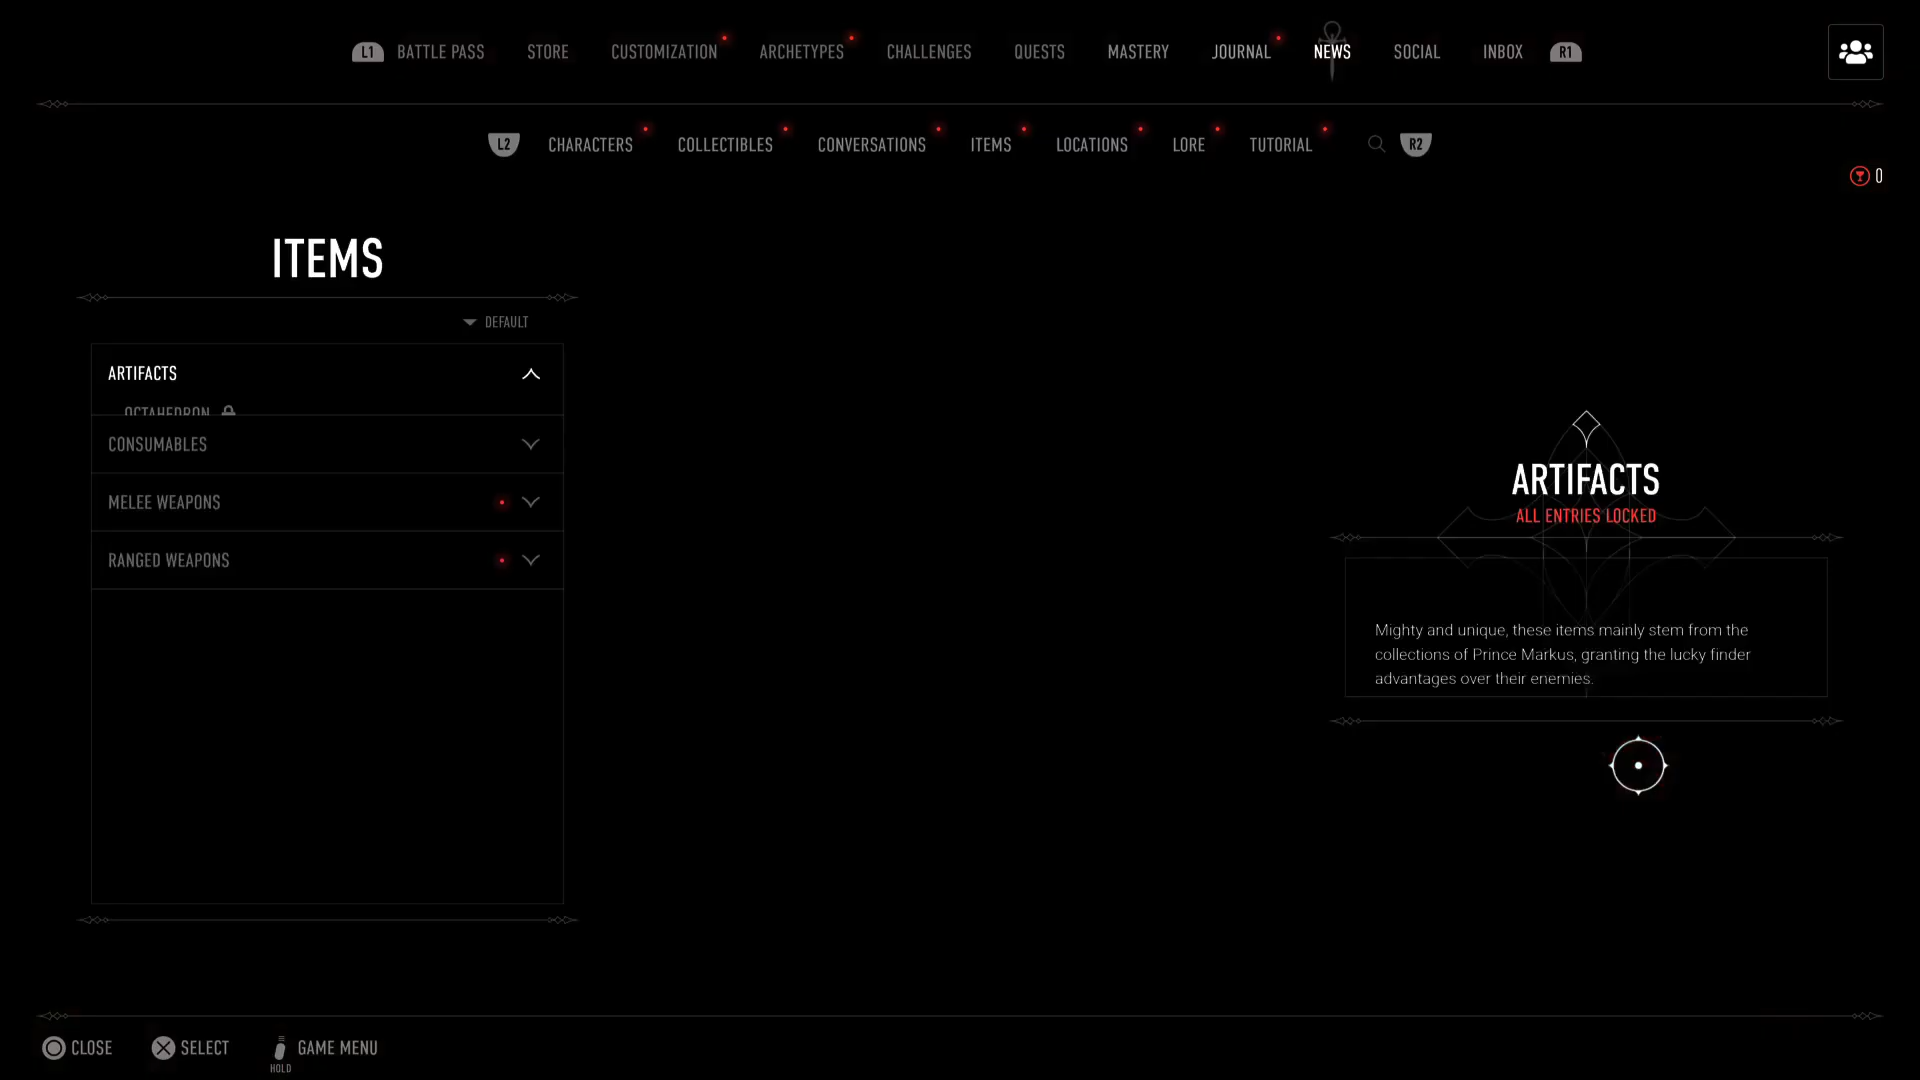 L1 BATTLE PASS STORE CUSTOMIZATION ARCHETYPES CHALLENGES QUESTS MASTERY JOURNAL NEWS SOCIAL INBOX R1
L2 CHARACTERS COLLECTIBLES CONVERSATIONS ITEMS LOCATIONS LORE TUTORIAL R2
0
ITEMS
DEFAULT
ARTIFACTS
OCTAHEDRON
CONSUMABLES
MELEE WEAPONS
RANGED WEAPONS
ARTIFACTS
ALL ENTRIES LOCKED
Mighty and unique, these items mainly stem from the
collections of Prince Markus, granting the lucky finder
advantages over their enemies.
CLOSE SELECT HOLD GAME MENU